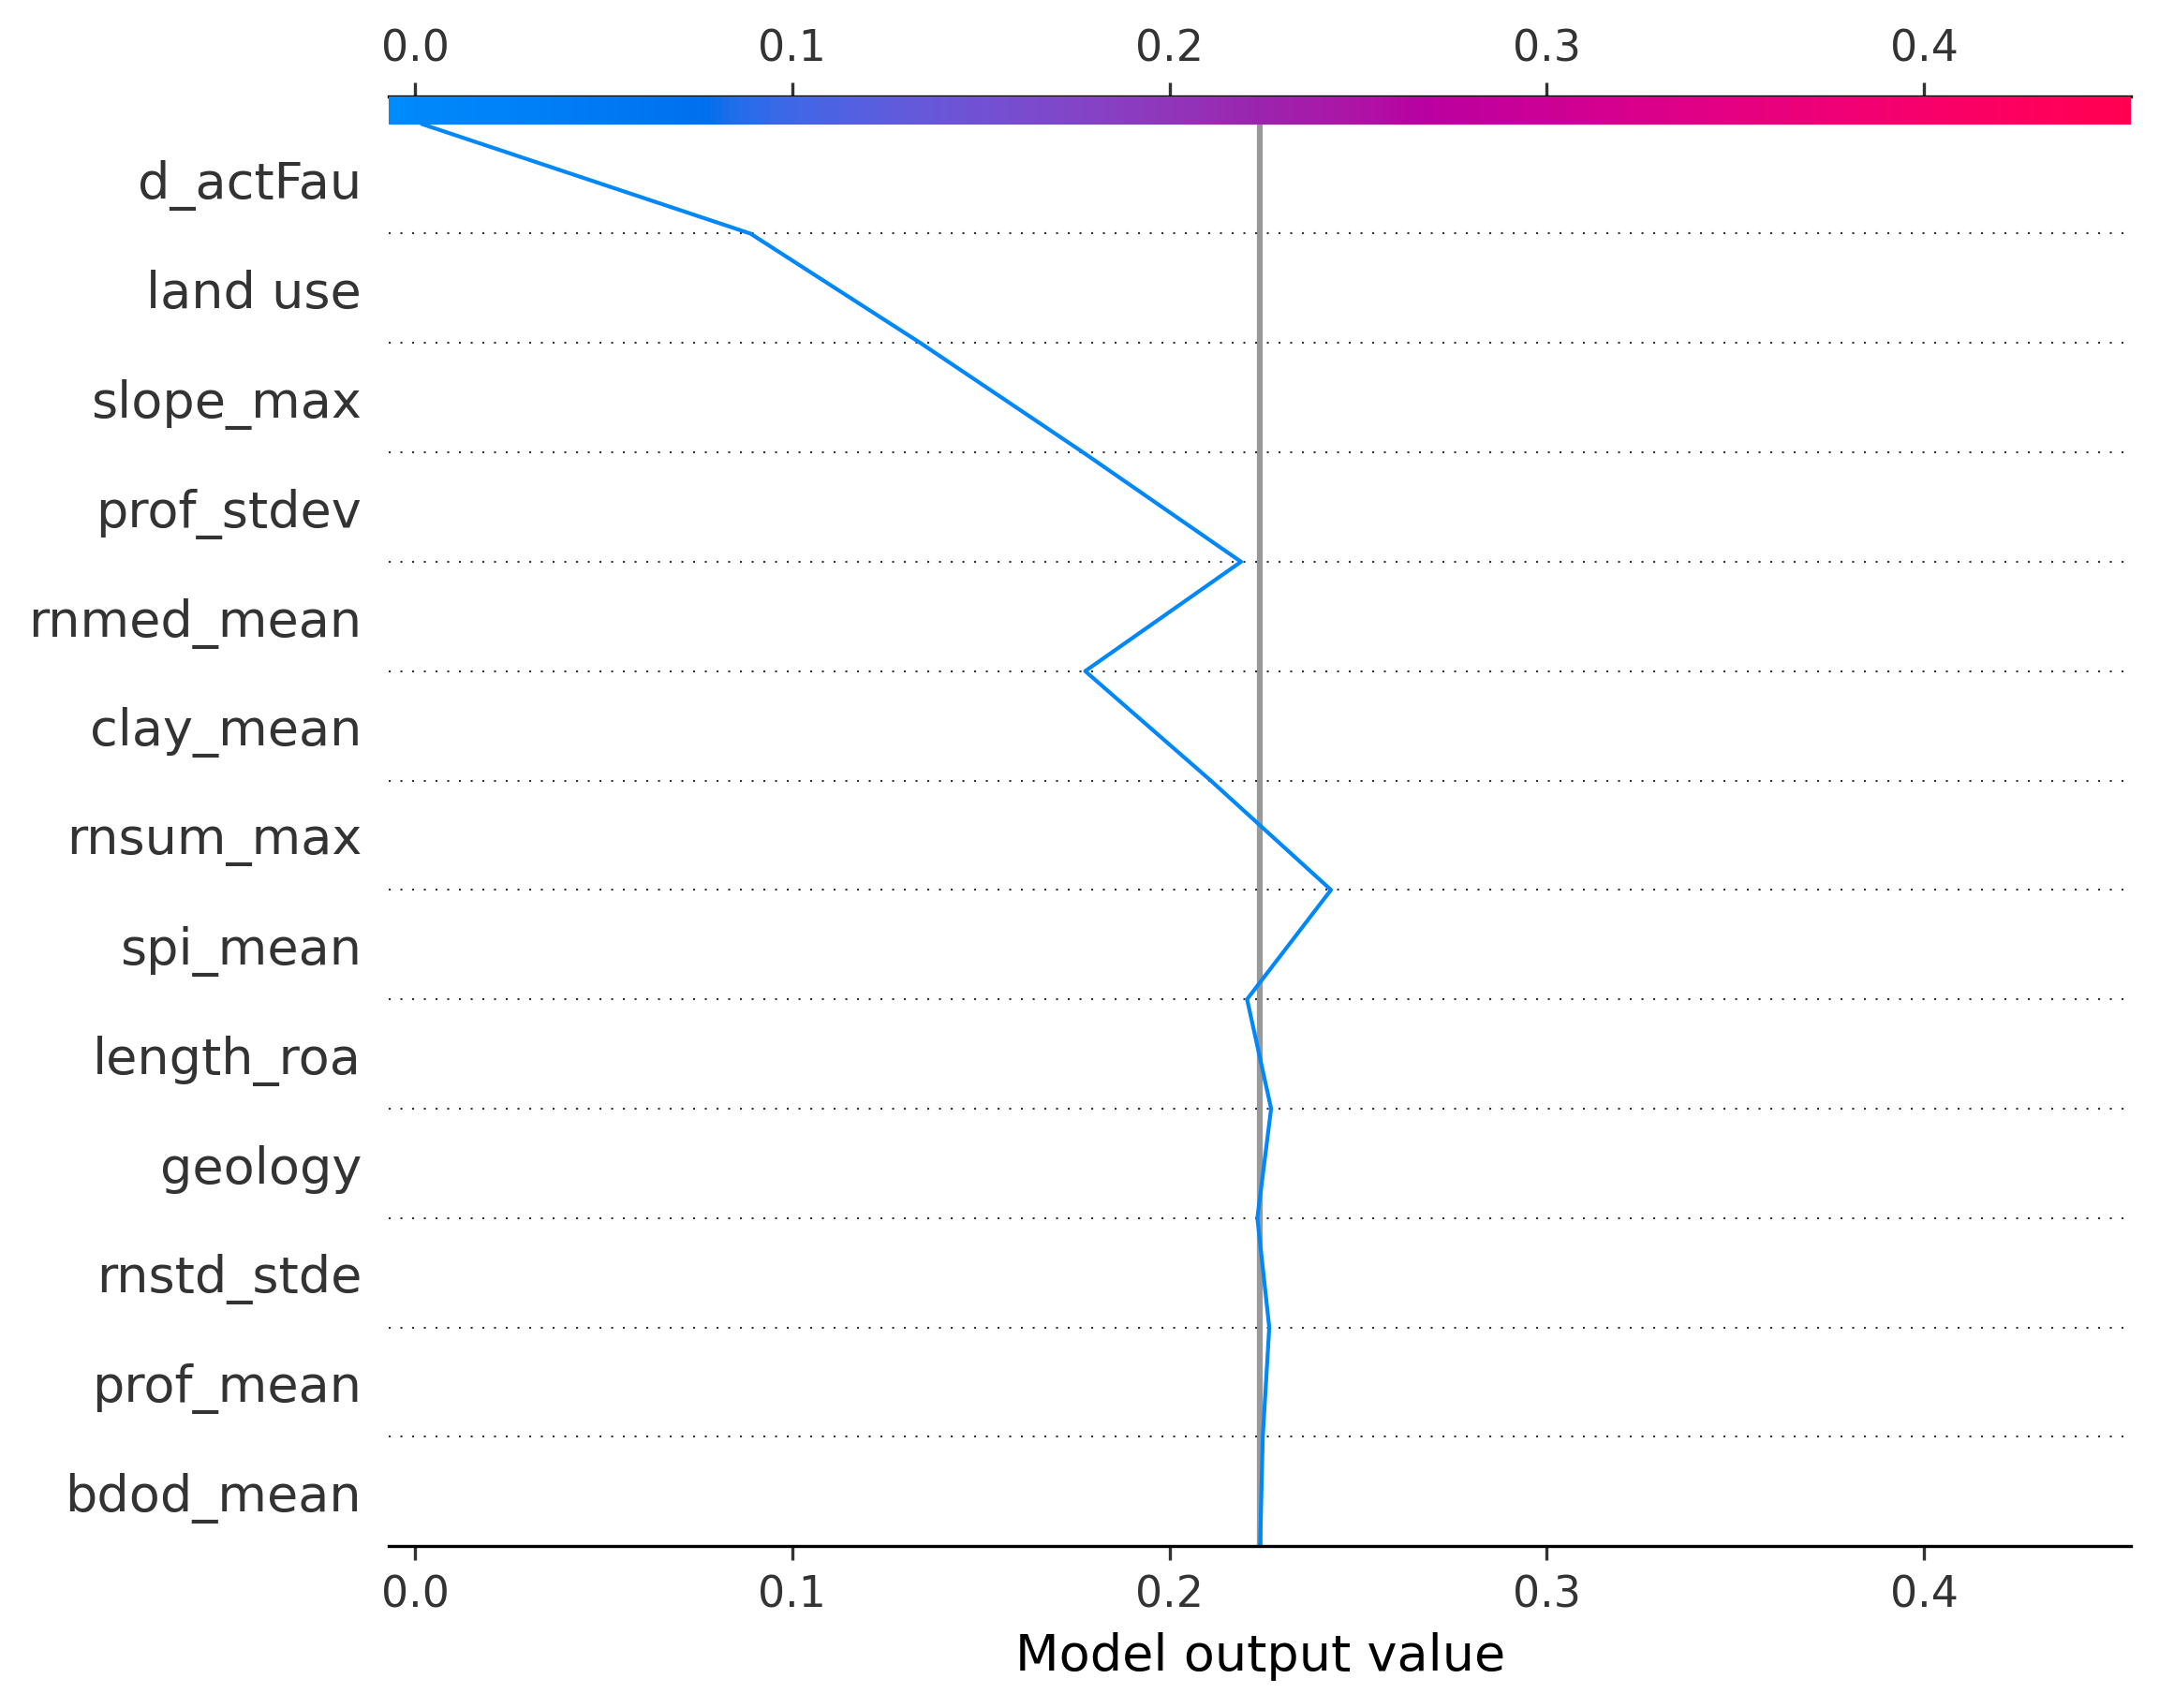 0.0 0.1 0.2 0.3 0.4
d_actFau
land use
slope_max
prof_stdev
rnmed_mean
clay_mean
rnsum_max
spi_mean
length_roa
geology
rnstd_stde
prof_mean
bdod_mean
0.0 0.1 0.2 0.3 0.4
Model output value